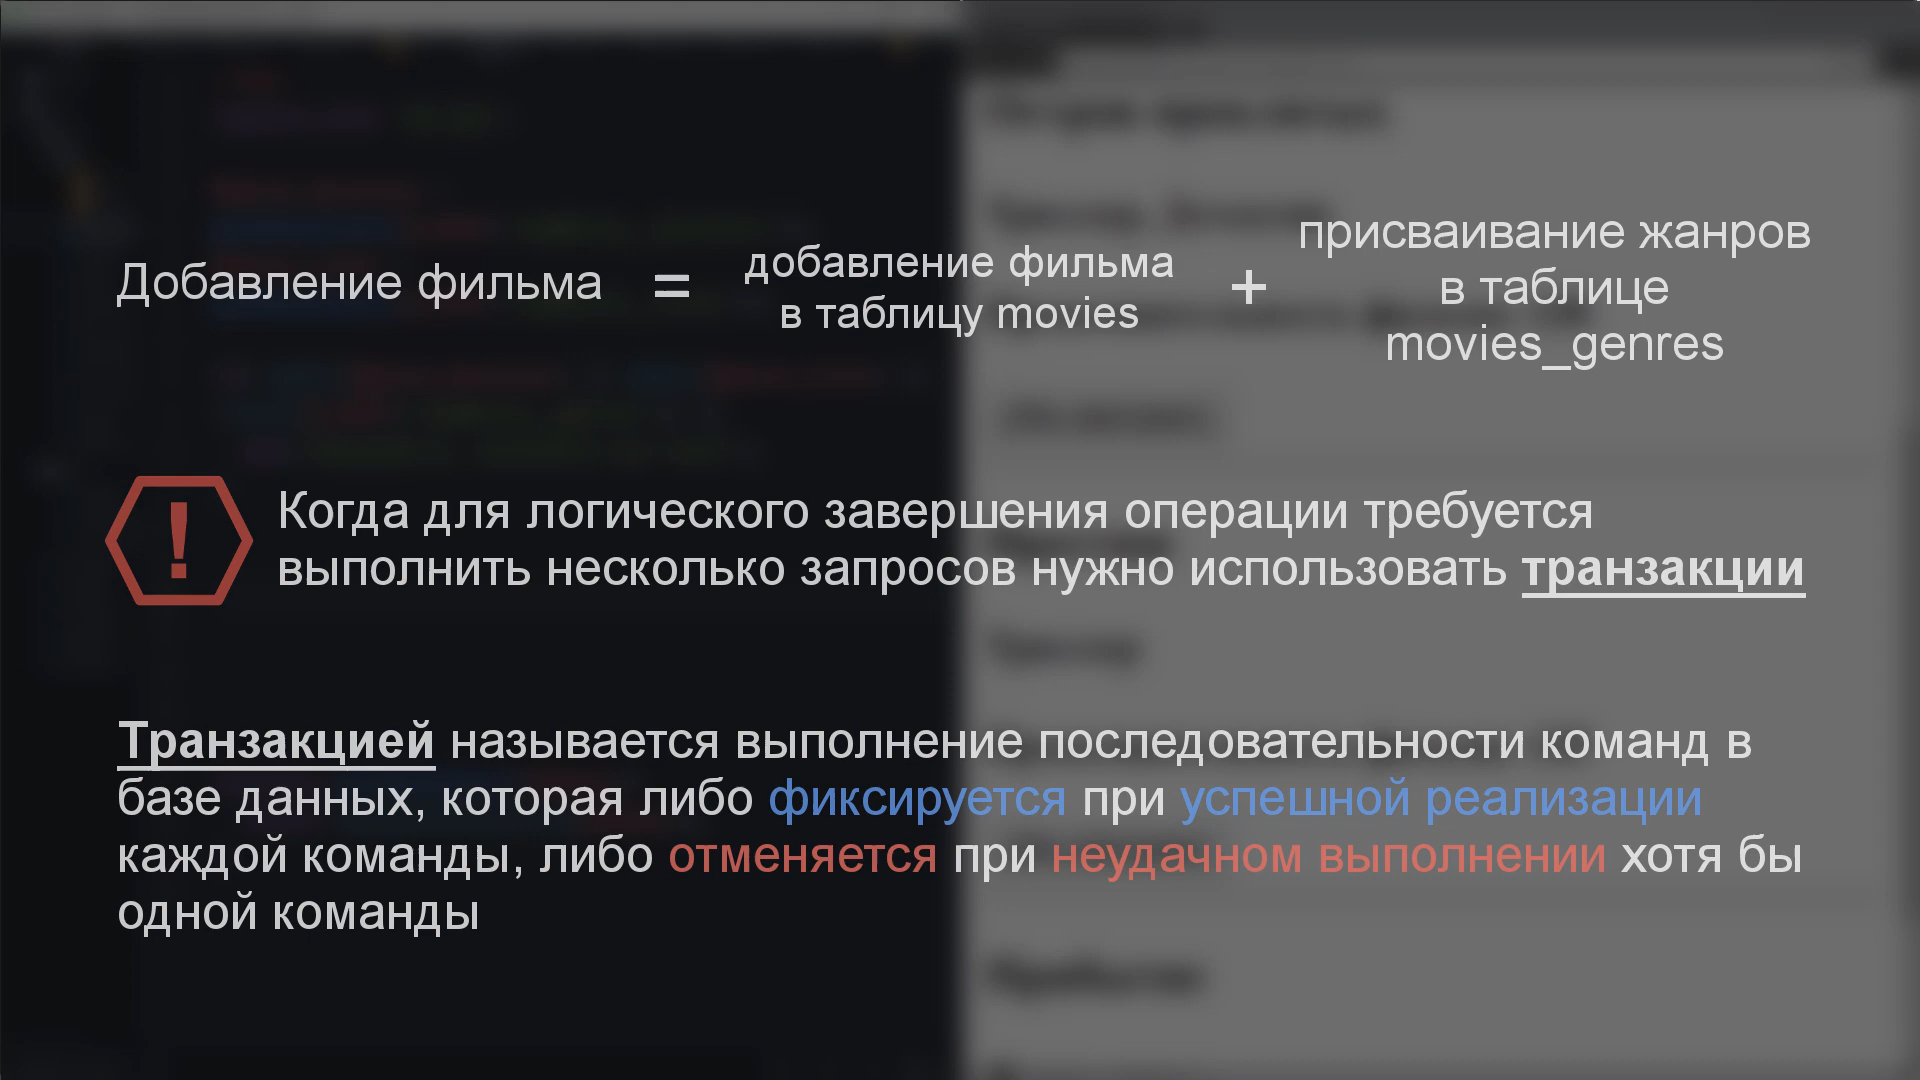 Добавление фильма = добавление фильма
в таблицу movies + присваивание жанров
в таблице
movies_genres
! Когда для логического завершения операции требуется
выполнить несколько запросов нужно использовать транзакции
Транзакцией называется выполнение последовательности команд в
базе данных, которая либо фиксируется при успешной реализации
каждой команды, либо отменяется при неудачном выполнении хотя бы
одной команды